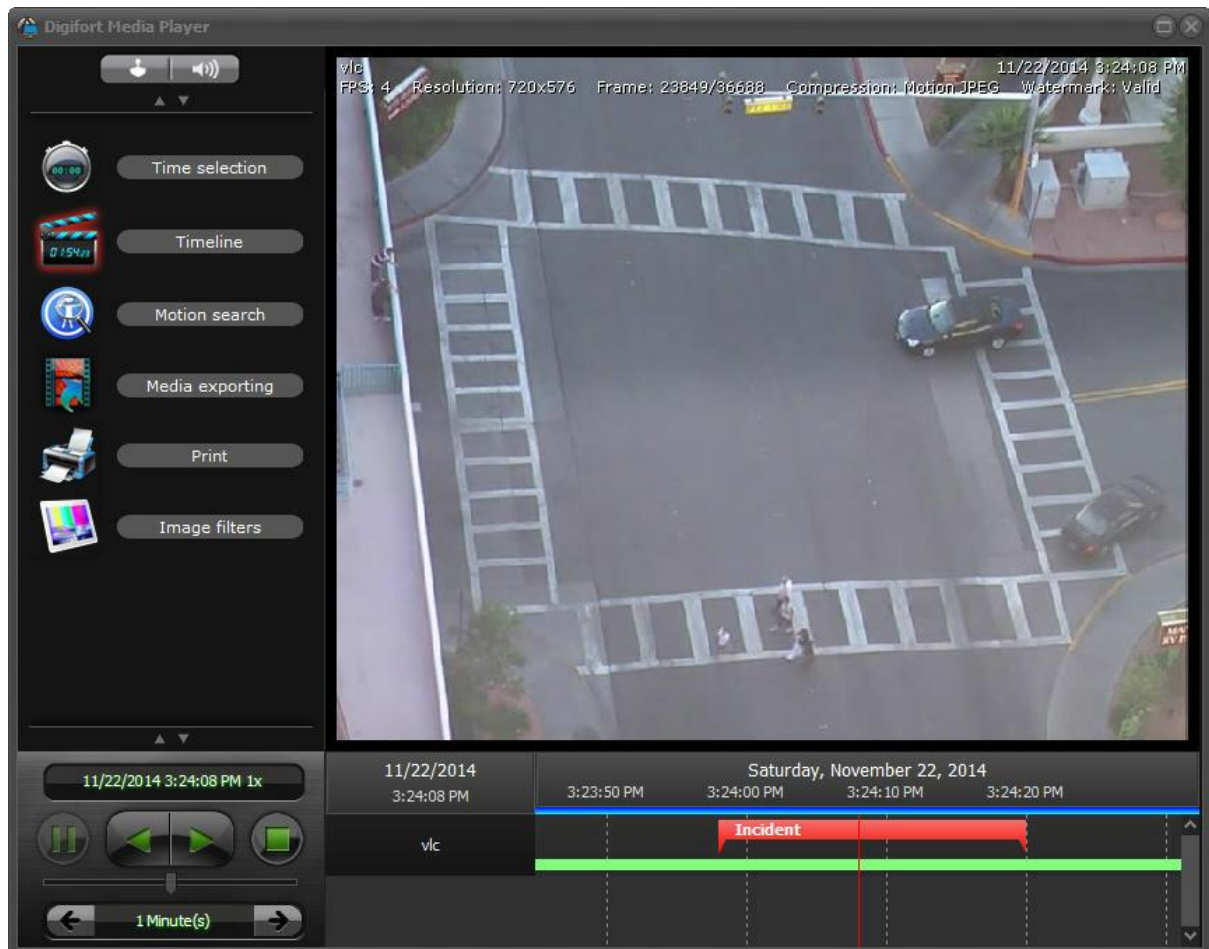 Digifort Media Player
vlc
11/22/2014 3:24:08 PM
FPS: 4 Resolution: 720x576 Frame: 23849/36688 Compression: Motion JPEG Watermark: Valid
00:00
Time selection
Timeline
Motion search
Media exporting
Print
Image filters
11/22/2014 3:24:08 PM 1x
1 Minute(s)
11/22/2014
3:24:08 PM
Saturday, November 22, 2014
3:23:50 PM 3:24:00 PM 3:24:10 PM 3:24:20 PM
vlc
Incident